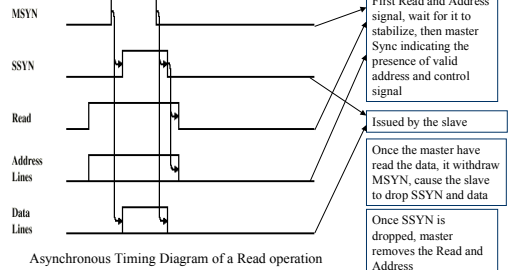 MSYN
SSYN
Read
Address
Lines
Data
Lines
Asynchronous Timing Diagram of a Read operation
First Read and Address
signal, wait for it to
stabilize, then master
Sync indicating the
presence of valid
address and control
signal
Issued by the slave
Once the master have
read the data, it withdraw
MSYN, cause the slave
to drop SSYN and data
Once SSYN is
dropped, master
removes the Read and
Address